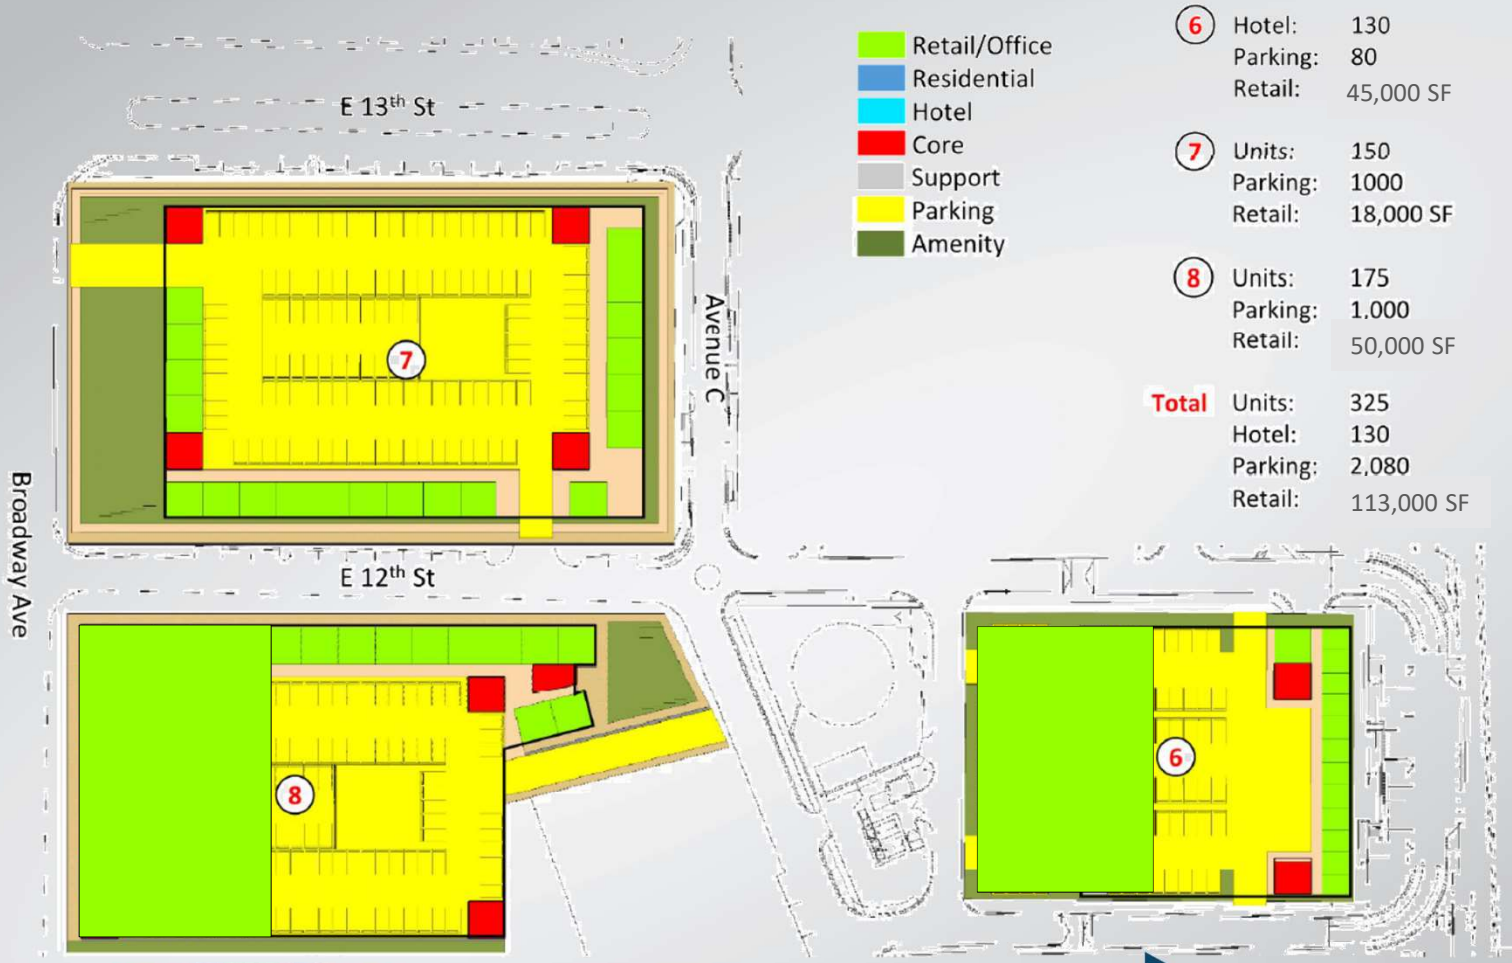 E 13th St
Retail/Office
Residential
Hotel
Core
Support
Parking
Amenity
6 Hotel: 130
Parking: 80
Retail: 45,000 SF
7 Units: 150
Parking: 1000
Retail: 18,000 SF
8 Units: 175
Parking: 1,000
Retail: 50,000 SF
Total Units: 325
Hotel: 130
Parking: 2,080
Retail: 113,000 SF
7
Avenue C
Broadway Ave
E 12th St
8
6